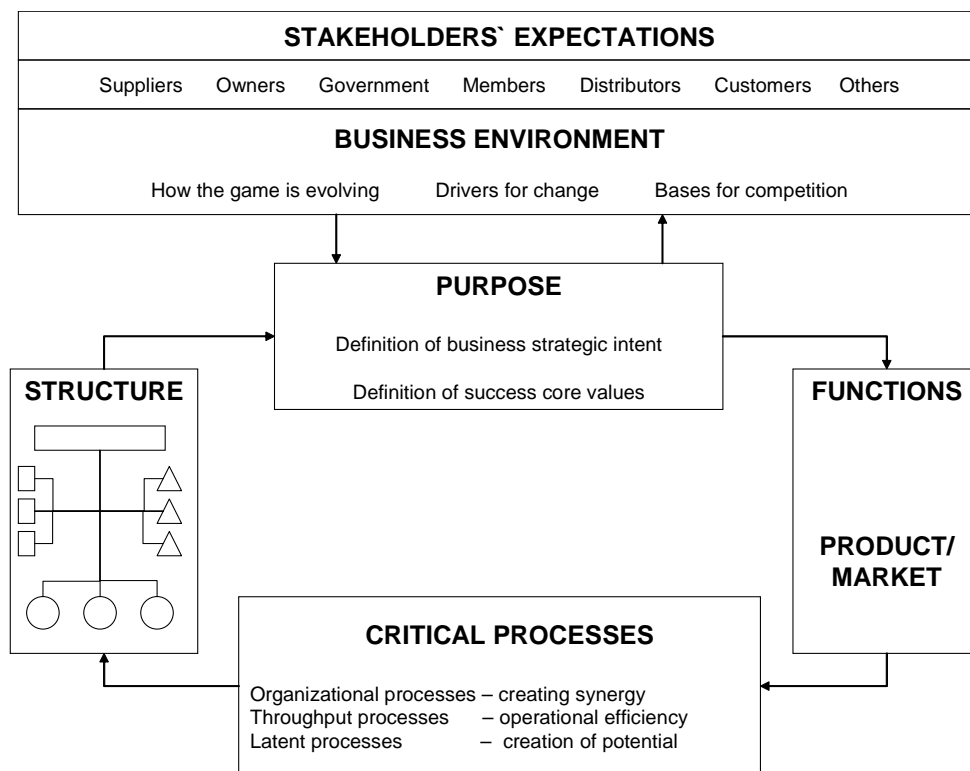 STAKEHOLDERS` EXPECTATIONS
Suppliers Owners Government Members Distributors Customers Others
BUSINESS ENVIRONMENT
How the game is evolving Drivers for change Bases for competition
PURPOSE
Definition of business strategic intent
Definition of success core values
STRUCTURE
FUNCTIONS
PRODUCT/
MARKET
CRITICAL PROCESSES
Organizational processes – creating synergy
Throughput processes – operational efficiency
Latent processes – creation of potential